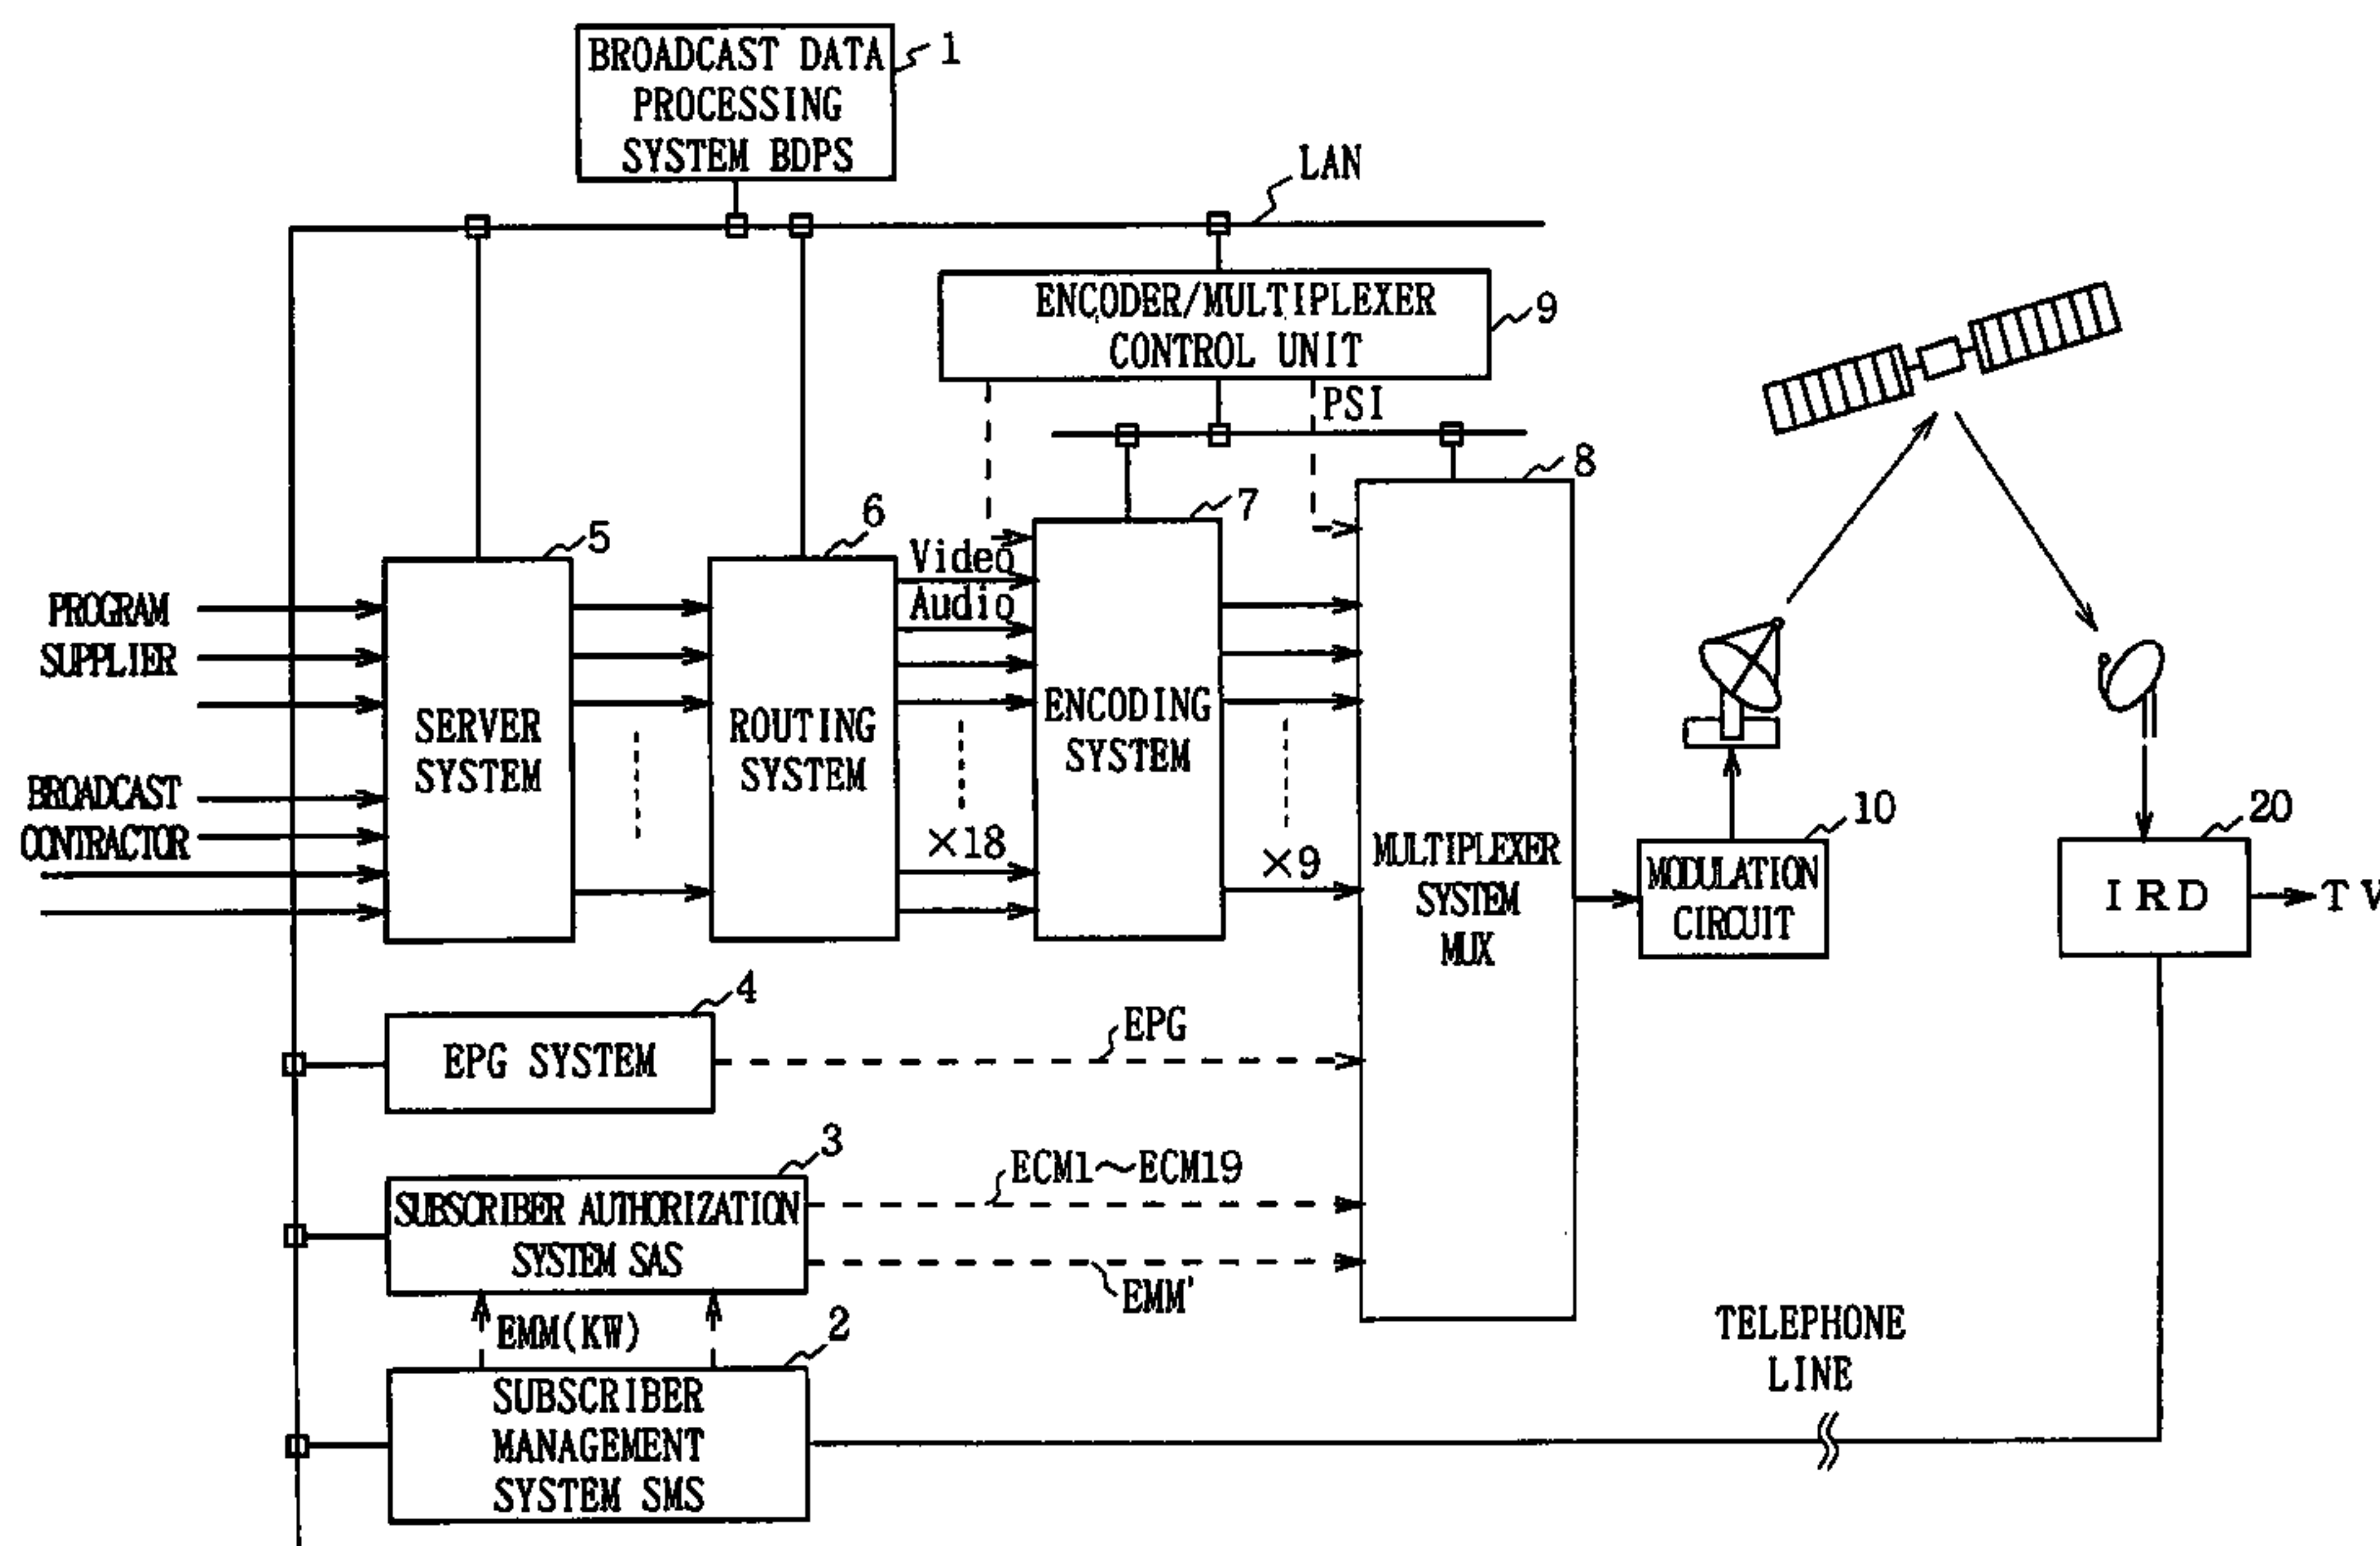 BROADCAST DATA
PROCESSING
SYSTEM BDPS
1
LAN
ENCODER/MULTIPLEXER
CONTROL UNIT
9
PSI
8
7
6
5
Video
Audio
PROGRAM
SUPPLIER
SERVER
SYSTEM
ROUTING
SYSTEM
ENCODING
SYSTEM
BROADCAST
CONTRACTOR
×18
×9
MULTIPLEXER
SYSTEM
MUX
10
MODULATION
CIRCUIT
20
IRD
TV
4
EPG SYSTEM
EPG
3
SUBSCRIBER AUTHORIZATION
SYSTEM SAS
ECM1~ECM19
EMM'
EMM(KW)
2
SUBSCRIBER
MANAGEMENT
SYSTEM SMS
TELEPHONE
LINE